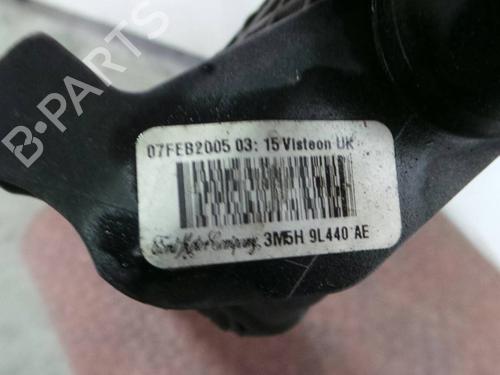 07FEB2005 03: 15 Visteon UK
Ford Motor Company, 3M5H 9L440 AE
B-PARTS